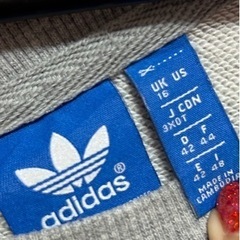 adidas®
UK US
16
J CDN
3XOT
D F
42 44
E I
42 48
MADE IN
CAMBODIA